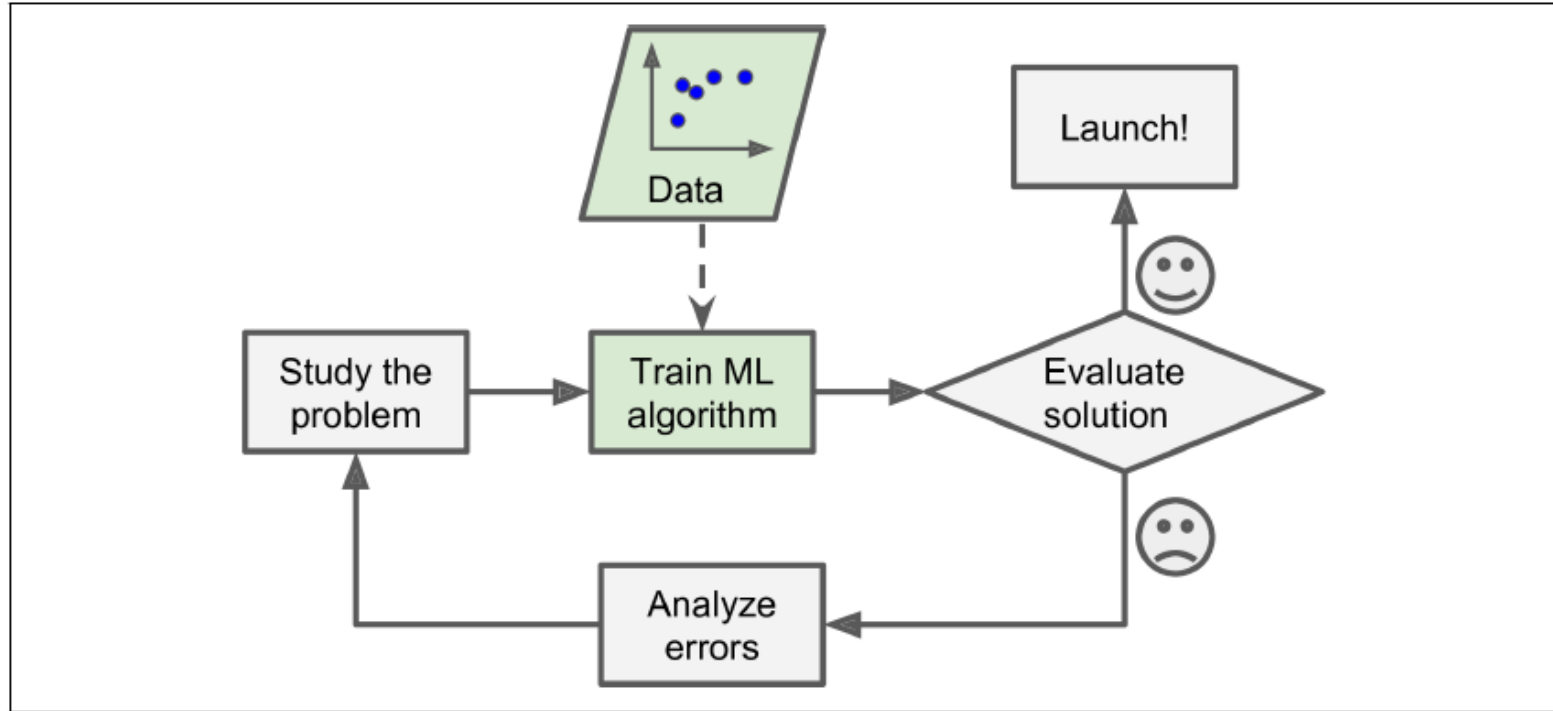 Data
Launch!
Study the
problem
Train ML
algorithm
Evaluate
solution
Analyze
errors